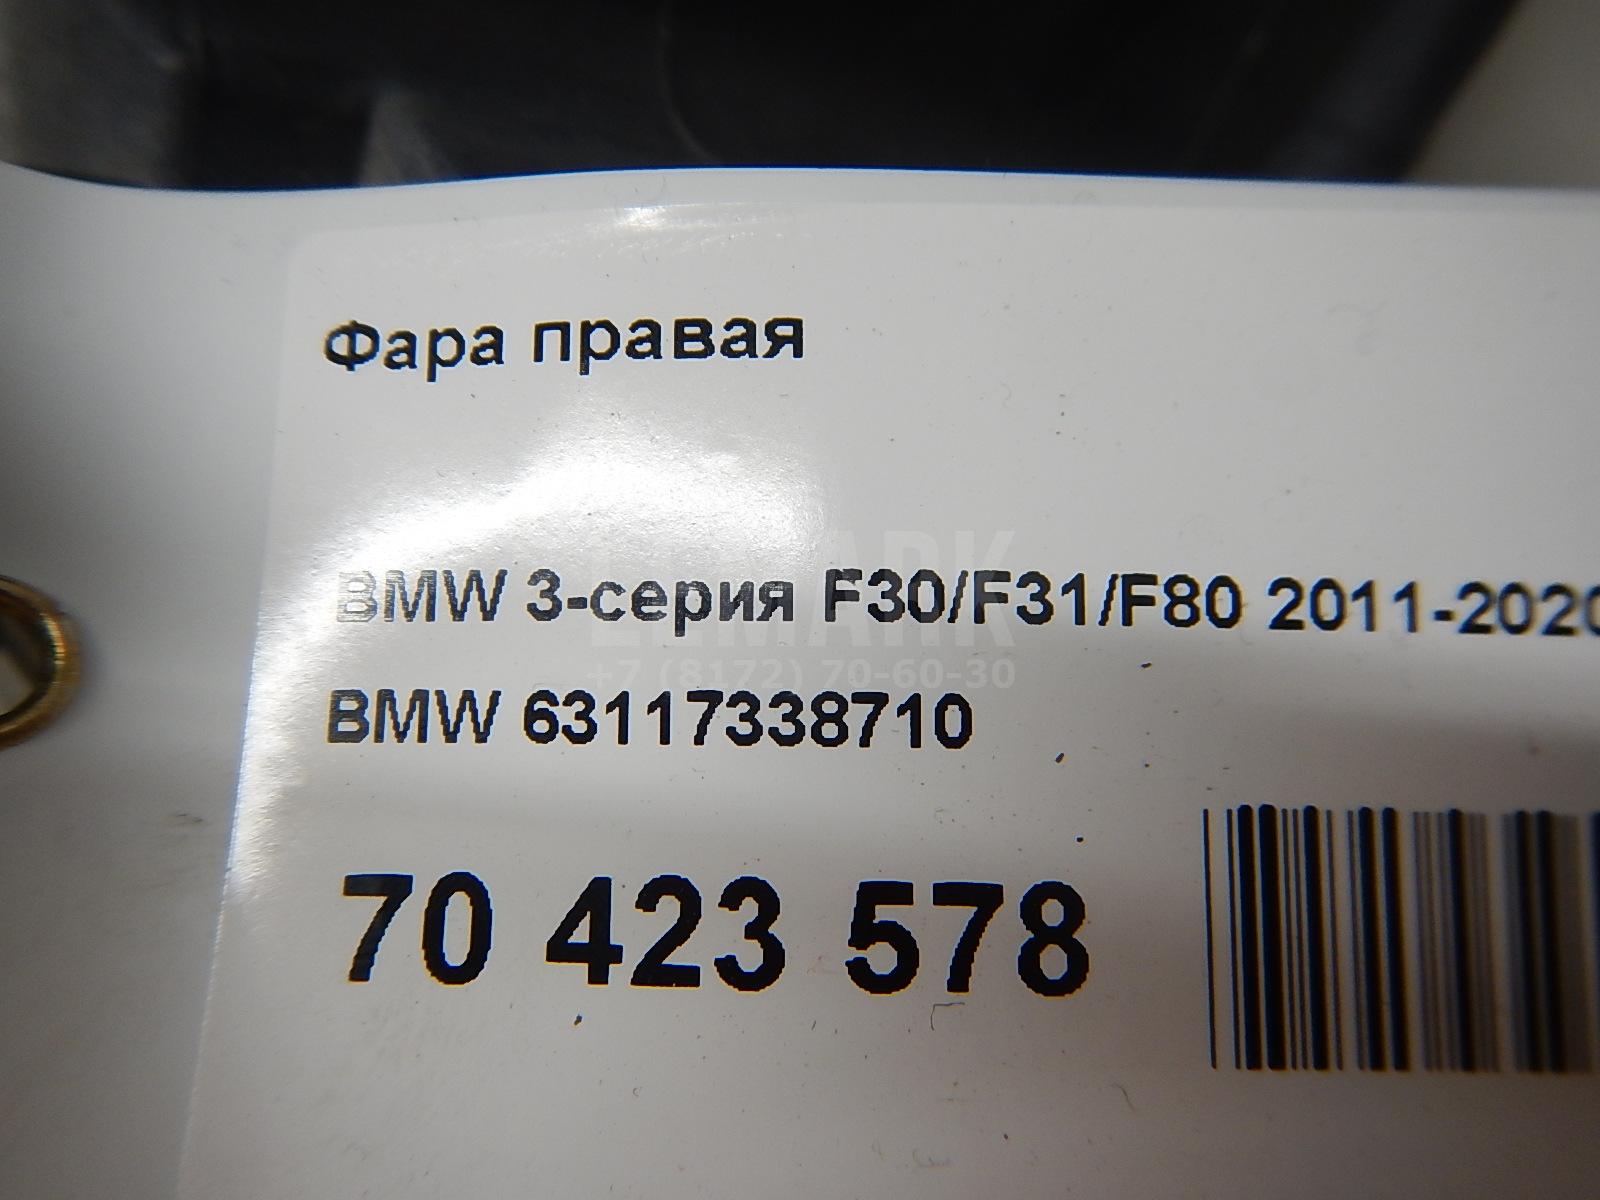 Фара правая
BMW 3-серия F30/F31/F80 2011-2020
+7 (8172) 70-60-30
BMW 63117338710
70 423 578